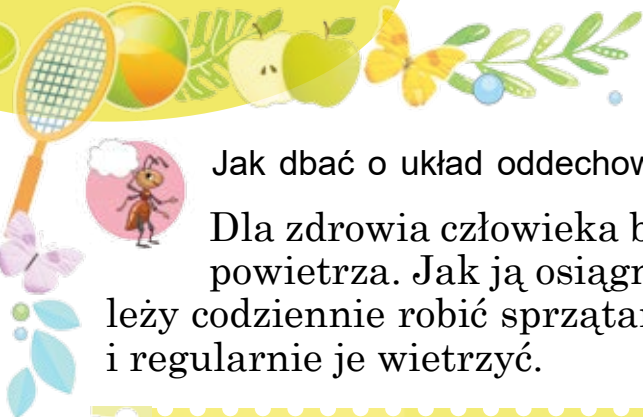 Jak dbać o układ
Dla zdrowia człowieka
powietrza. Jak ją
leży codziennie robić
i regularnie je wietrzyć.